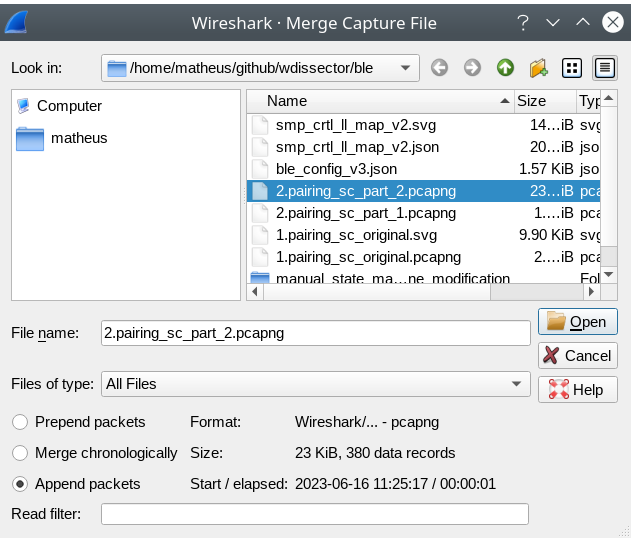 Wireshark · Merge Capture File
Look in: /home/matheus/github/wdissector/ble
Computer
matheus
Name Size Typ
smp_crtl_ll_map_v2.svg 14…iB svg
smp_crtl_ll_map_v2.json 20…iB jso
ble_config_v3.json 1.57 KiB jso
2.pairing_sc_part_2.pcapng 23…iB pca
2.pairing_sc_part_1.pcapng 1.…iB pca
1.pairing_sc_original.svg 9.90 KiB svg
1.pairing_sc_original.pcapng 2.…iB pca
manual_state_ma…ne_modification Fol
File name: 2.pairing_sc_part_2.pcapng
Open
Cancel
Files of type: All Files
Help
Prepend packets Format: Wireshark/... - pcapng
Merge chronologically Size: 23 KiB, 380 data records
Append packets Start / elapsed: 2023-06-16 11:25:17 / 00:00:01
Read filter: